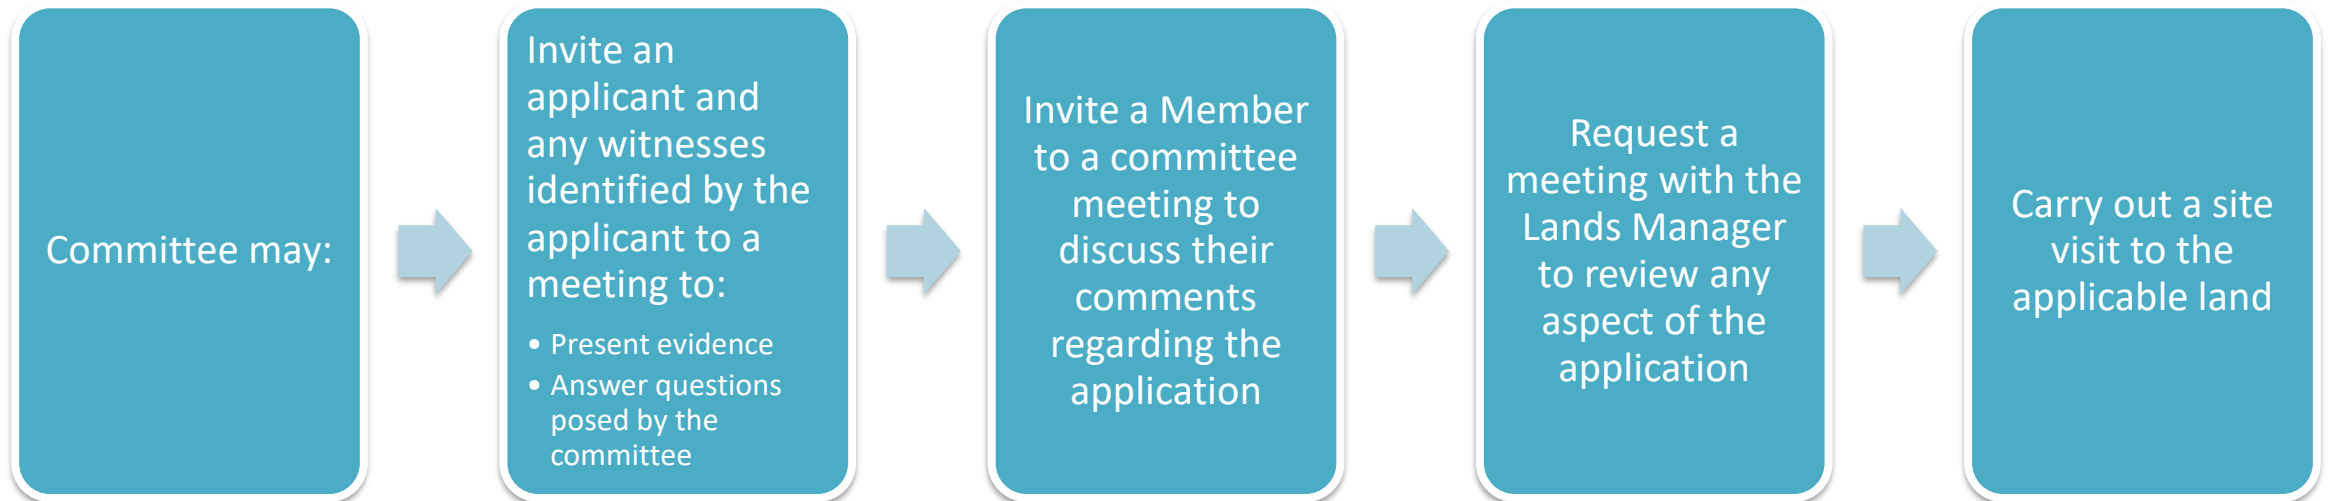 Committee may:
Invite an
applicant and
any witnesses
identified by the
applicant to a
meeting to:
• Present evidence
• Answer questions
posed by the
committee
Invite a Member
to a committee
meeting to
discuss their
comments
regarding the
application
Request a
meeting with the
Lands Manager
to review any
aspect of the
application
Carry out a site
visit to the
applicable land